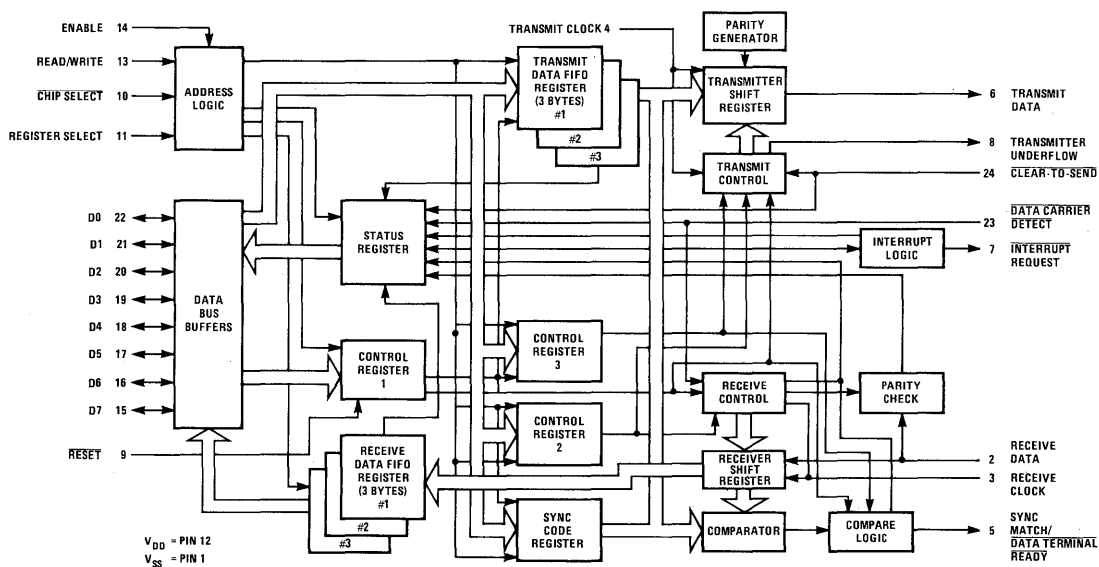 ENABLE 14
READ/WRITE 13
CHIP SELECT 10
REGISTER SELECT 11
ADDRESS
LOGIC
TRANSMIT CLOCK 4
TRANSMIT
DATA FIFO
REGISTER
(3 BYTES)
#1
#2
#3
PARITY
GENERATOR
TRANSMITTER
SHIFT
REGISTER
6 TRANSMIT
DATA
8 TRANSMITTER
UNDERFLOW
TRANSMIT
CONTROL
24 CLEAR-TO-SEND
23 DATA CARRIER
DETECT
INTERRUPT
LOGIC
7 INTERRUPT
REQUEST
D0 22
D1 21
D2 20
D3 19
D4 18
D5 17
D6 16
D7 15
DATA
BUS
BUFFERS
STATUS
REGISTER
CONTROL
REGISTER
1
CONTROL
REGISTER
3
CONTROL
REGISTER
2
RECEIVE
CONTROL
PARITY
CHECK
RESET 9
RECEIVE
DATA FIFO
REGISTER
(3 BYTES)
#1
#2
#3
RECEIVER
SHIFT
REGISTER
2 RECEIVE
DATA
3 RECEIVE
CLOCK
SYNC
CODE
REGISTER
COMPARATOR
COMPARE
LOGIC
5 SYNC
MATCH/
DATA TERMINAL
READY
VDD = PIN 12
VSS = PIN 1